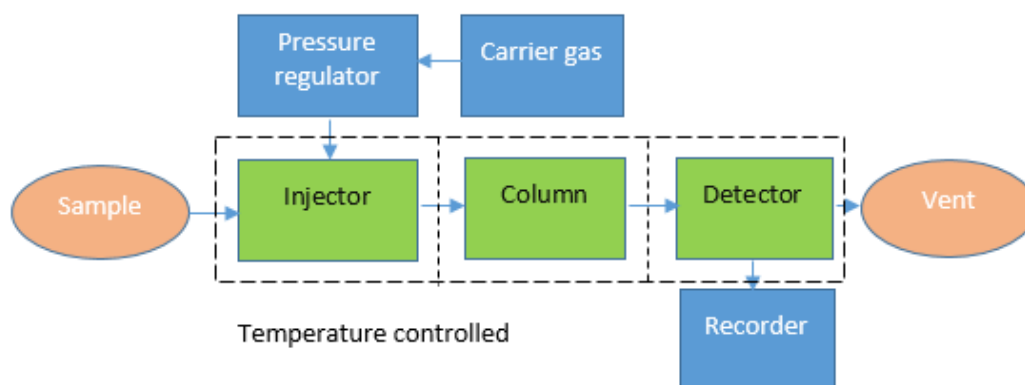 Pressure
regulator
Carrier gas
Sample
Injector
Column
Detector
Vent
Temperature controlled
Recorder